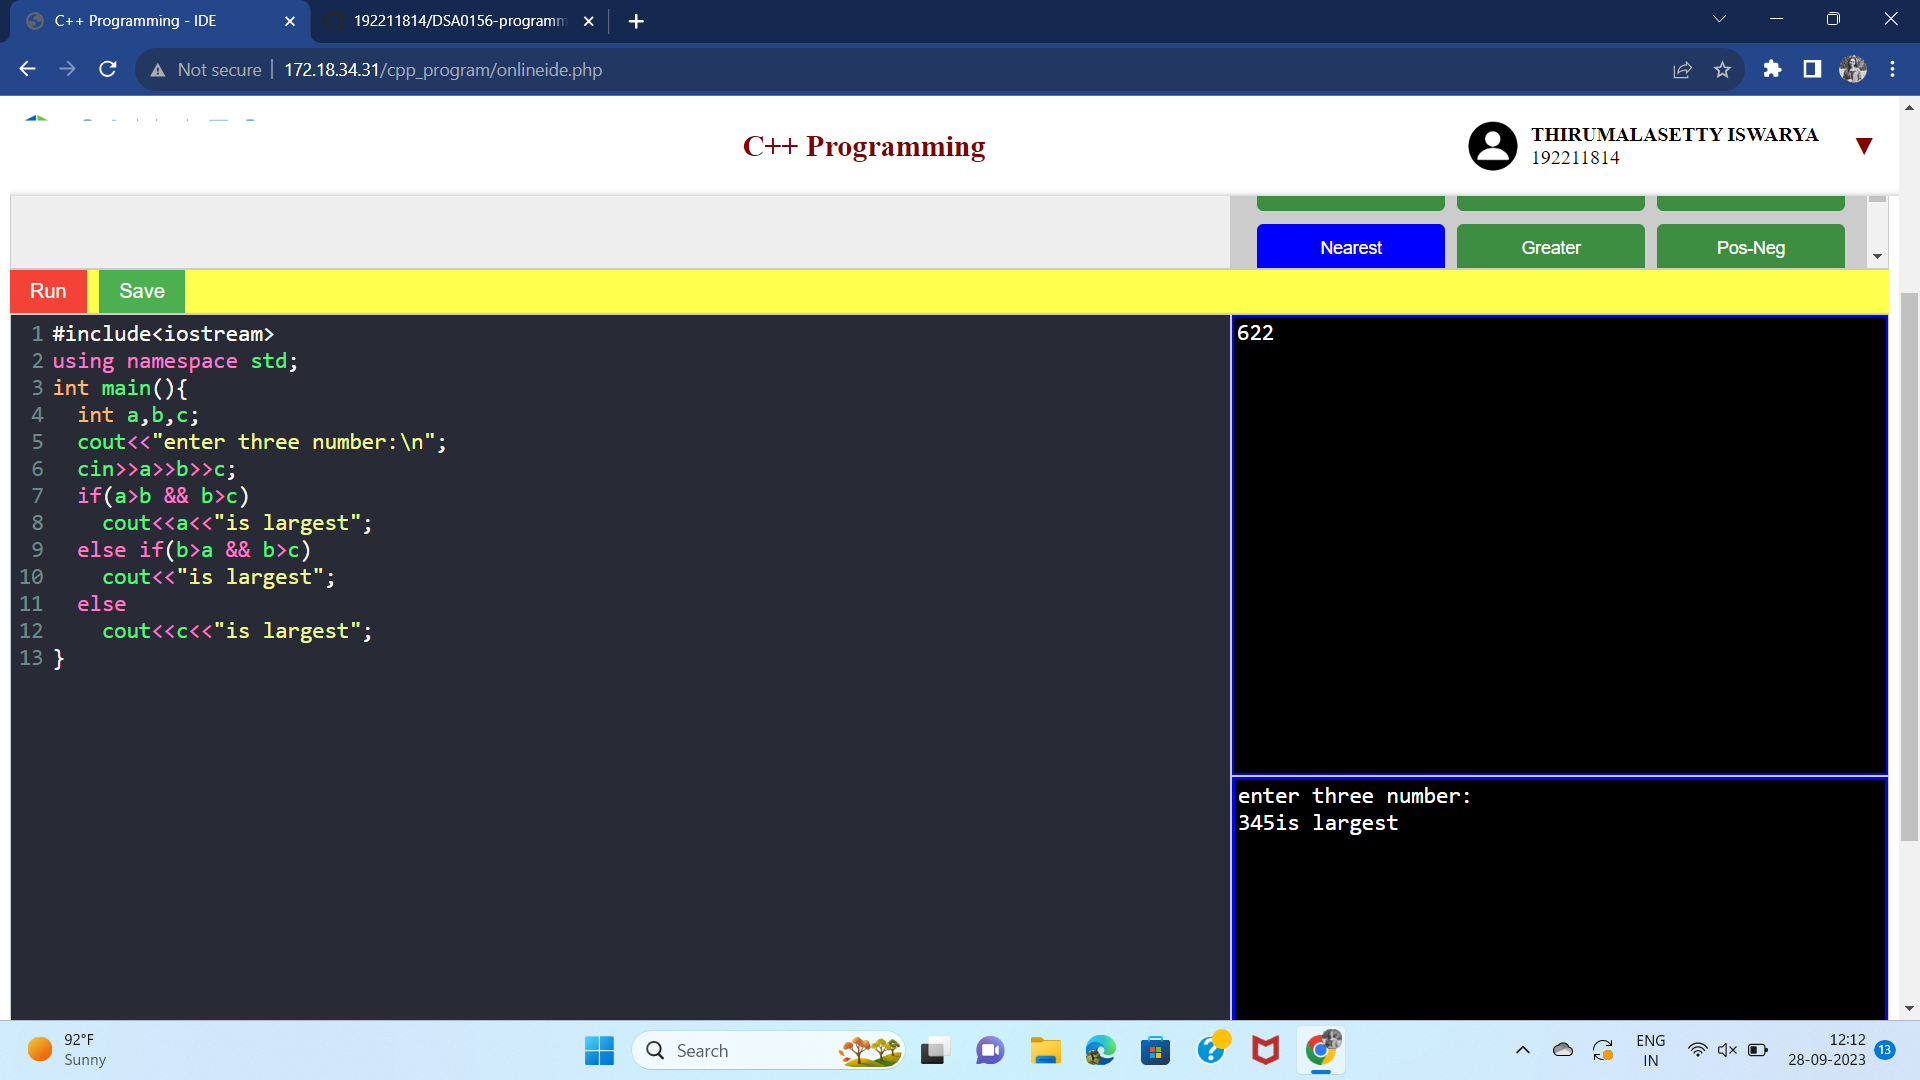 C++ Programming - IDE
192211814/DSA0156-programm
Not secure
172.18.34.31/cpp_program/onlineide.php
C++ Programming
THIRUMALASETTY ISWARYA
192211814
Nearest
Greater
Pos-Neg
Run
Save
1 #include<iostream>
2 using namespace std;
3 int main(){
4 int a,b,c;
5 cout<<"enter three number:\n";
6 cin>>a>>b>>c;
7 if(a>b && b>c)
8 cout<<a<<"is largest";
9 else if(b>a && b>c)
10 cout<<"is largest";
11 else
12 cout<<c<<"is largest";
13 }
622
enter three number:
345is largest
92°F
Sunny
Search
ENG
IN
12:12
28-09-2023
13